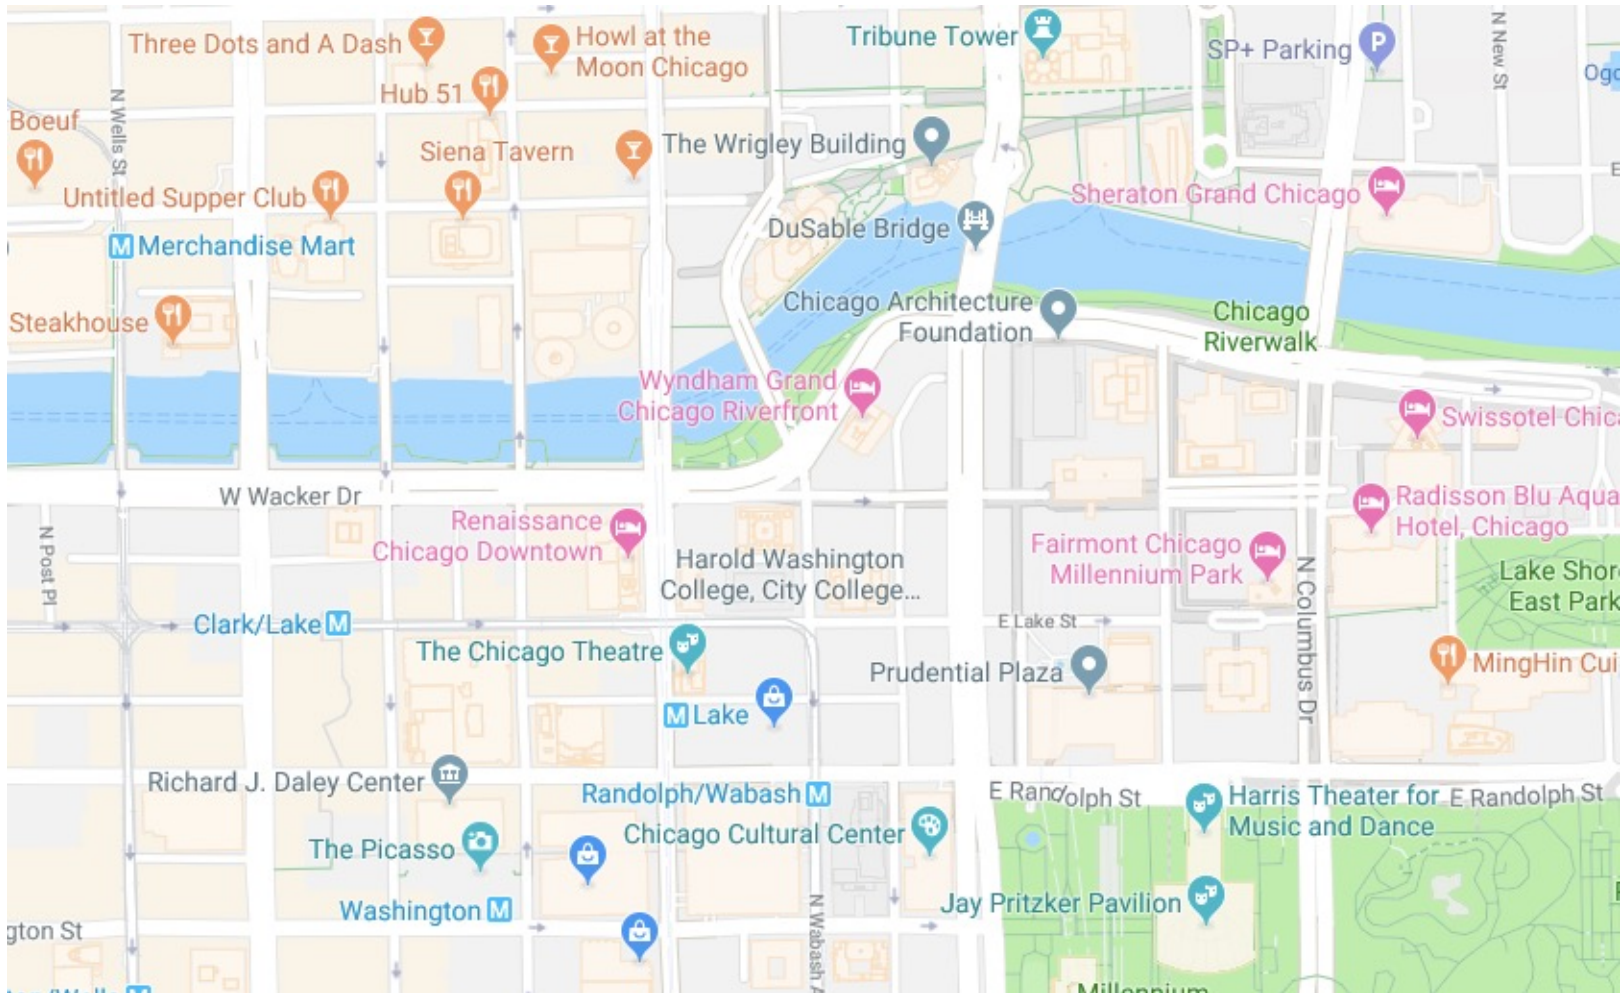 Three Dots and A Dash
Howl at the
Moon Chicago
Tribune Tower
SP+ Parking
N New St
Hub 51
N Wells St
Boeuf
Siena Tavern
The Wrigley Building
Untitled Supper Club
Sheraton Grand Chicago
Merchandise Mart
DuSable Bridge
Steakhouse
Chicago Architecture
Foundation
Chicago
Riverwalk
Wyndham Grand
Chicago Riverfront
Swissotel Chic
W Wacker Dr
Renaissance
Chicago Downtown
Radisson Blu Aqua
Hotel, Chicago
N Post Pl
Harold Washington
College, City College...
Fairmont Chicago
Millennium Park
Lake Shor
East Park
N Columbus Dr
Clark/Lake
E Lake St
The Chicago Theatre
Prudential Plaza
MingHin Cui
Lake
Richard J. Daley Center
Randolph/Wabash
E Randolph St
Harris Theater for
Music and Dance
E Randolph St
The Picasso
Chicago Cultural Center
Washington
Jay Pritzker Pavilion
N Wabash A
gton St
Millennium